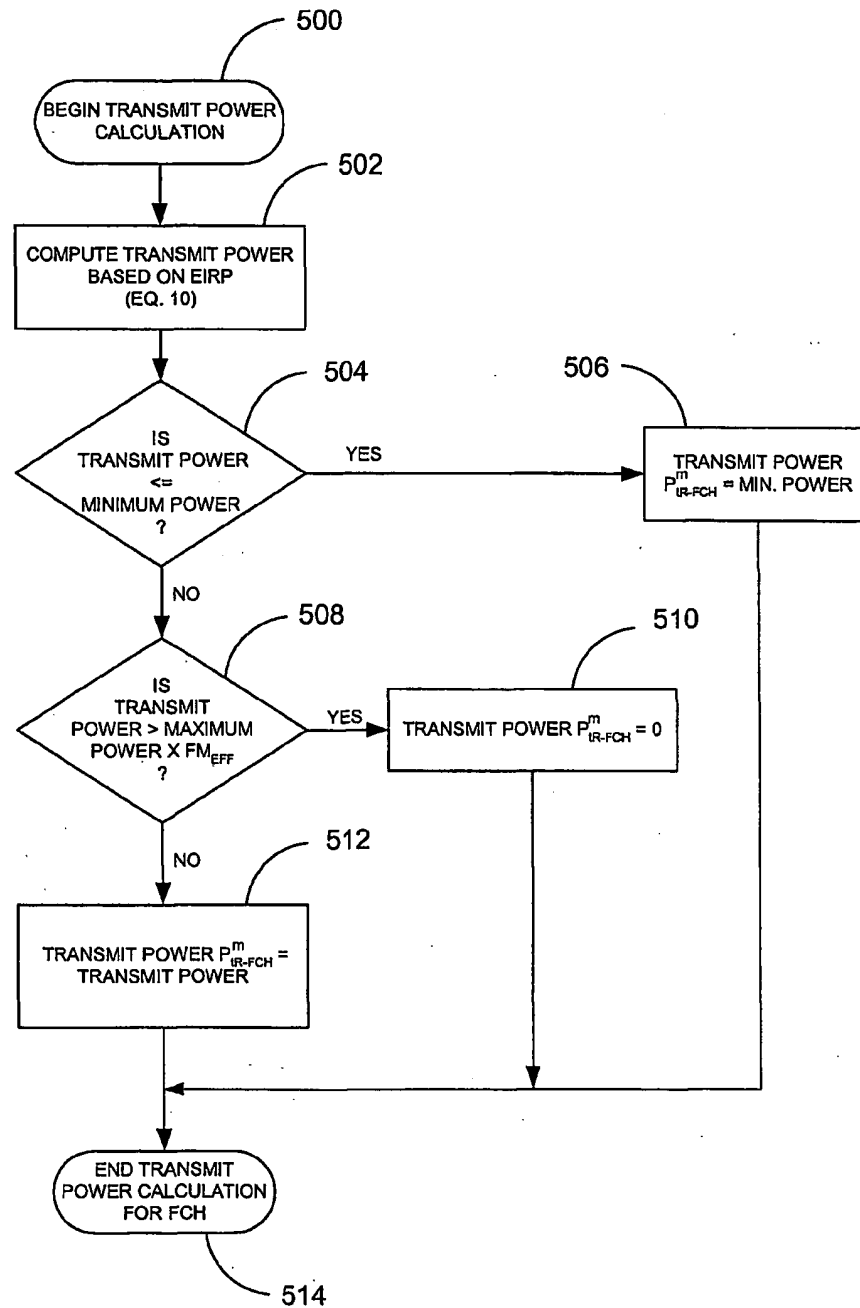 500
BEGIN TRANSMIT POWER
CALCULATION
502
COMPUTE TRANSMIT POWER
BASED ON EIRP
(EQ. 10)
504
IS
TRANSMIT POWER
<=
MINIMUM POWER
?
YES
506
TRANSMIT POWER
P^m_tR-FCH = MIN. POWER
NO
508
IS
TRANSMIT
POWER > MAXIMUM
POWER X FM_EFF
?
YES
510
TRANSMIT POWER P^m_tR-FCH = 0
NO
512
TRANSMIT POWER P^m_tR-FCH =
TRANSMIT POWER
END TRANSMIT
POWER CALCULATION
FOR FCH
514